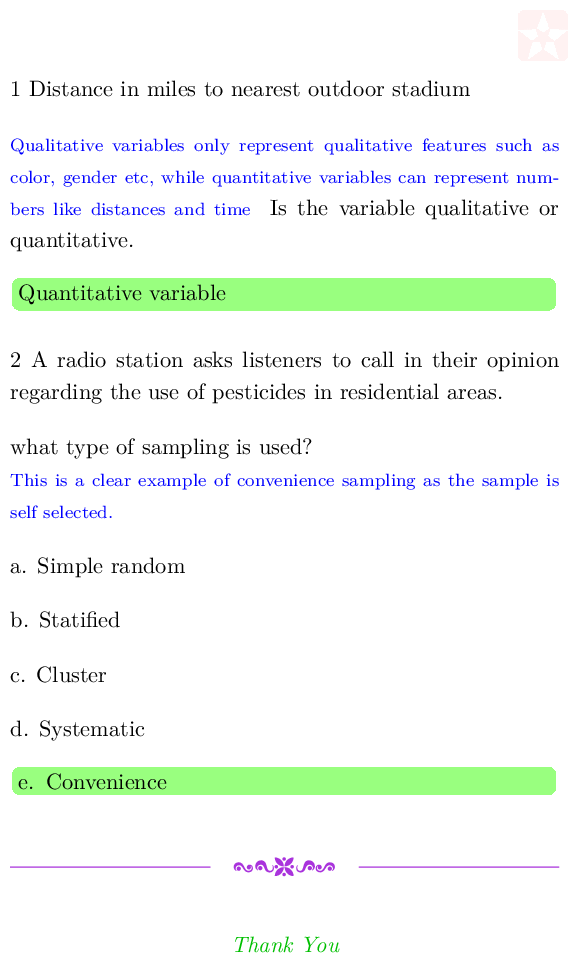 1 Distance in miles to nearest outdoor stadium
Qualitative variables only represent qualitative features such as
color, gender etc, while quantitative variables can represent num-
bers like distances and time Is the variable qualitative or
quantitative.
Quantitative variable
2 A radio station asks listeners to call in their opinion
regarding the use of pesticides in residential areas.
what type of sampling is used?
This is a clear example of convenience sampling as the sample is
self selected.
a. Simple random
b. Statified
c. Cluster
d. Systematic
e. Convenience
Thank You